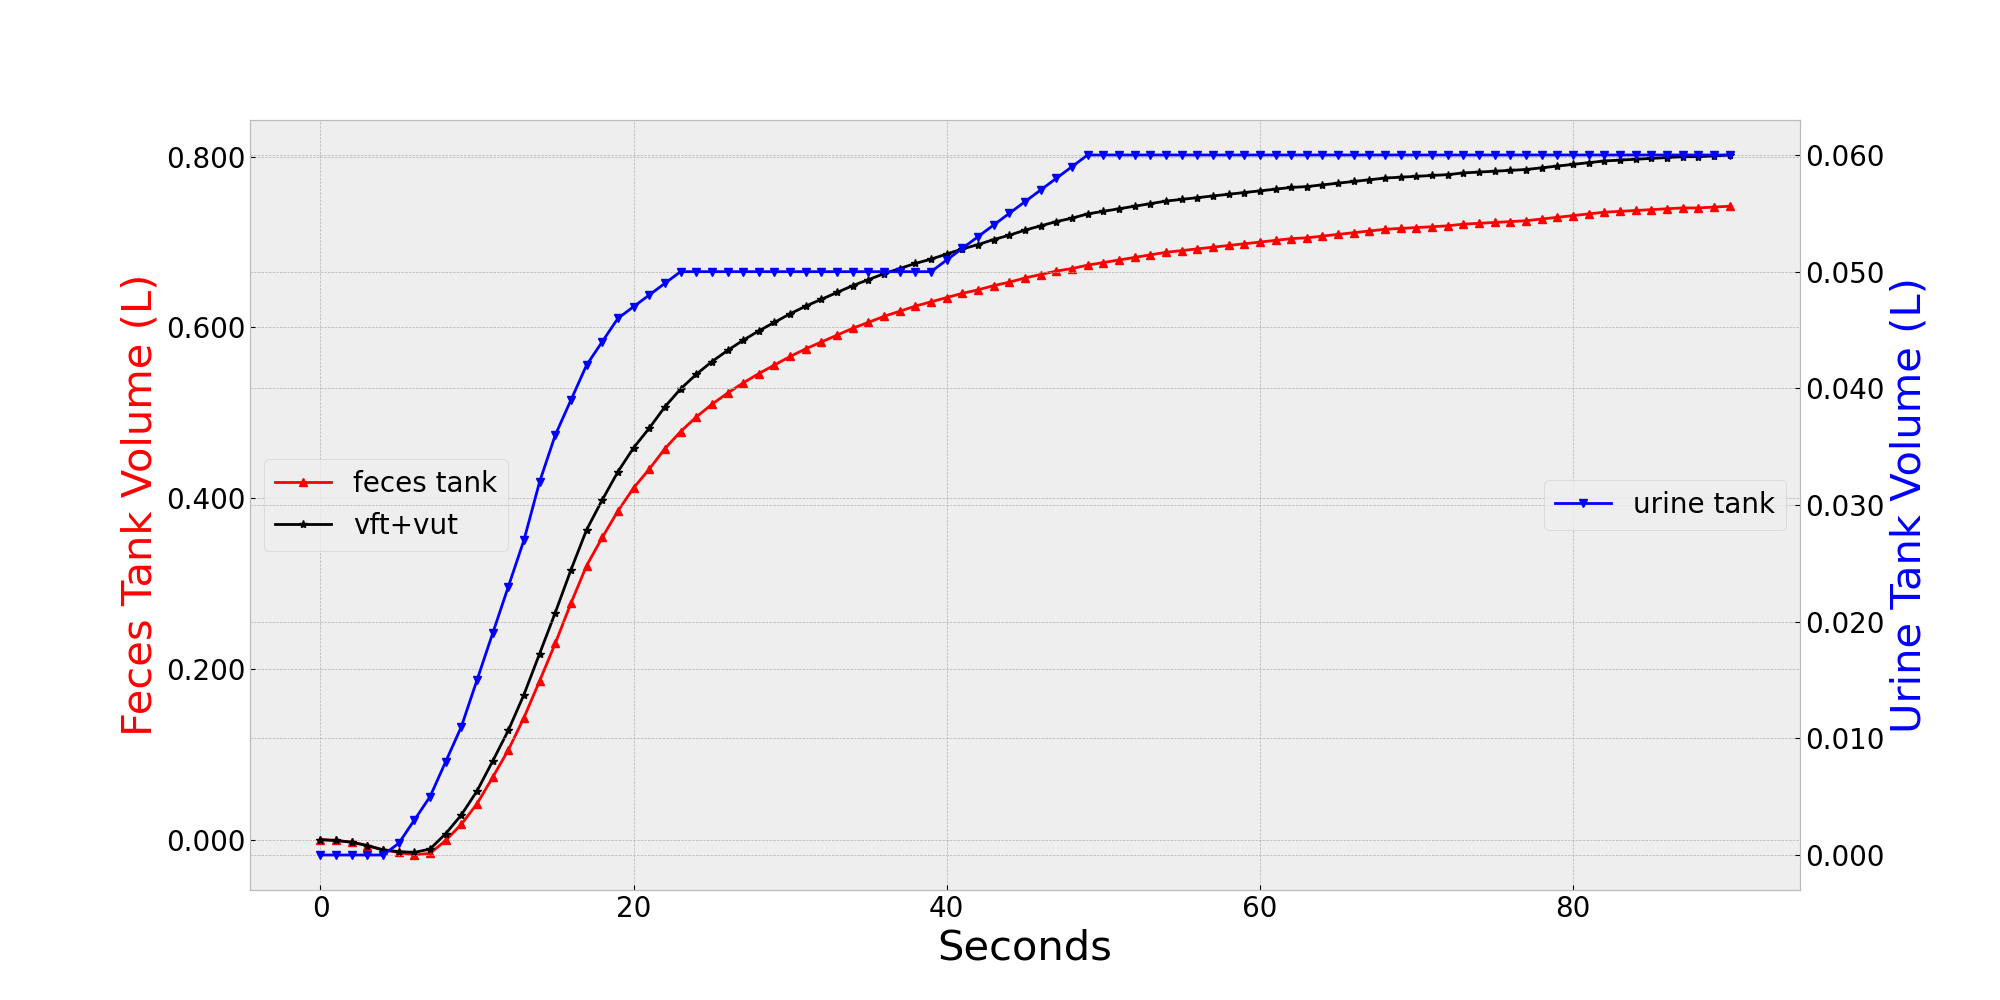 0.800
0.600
0.400
0.200
0.000
Feces Tank Volume (L)
feces tank
vft+vut
urine tank
0.060
0.050
0.040
0.030
0.020
0.010
0.000
Urine Tank Volume (L)
0 20 40 60 80
Seconds